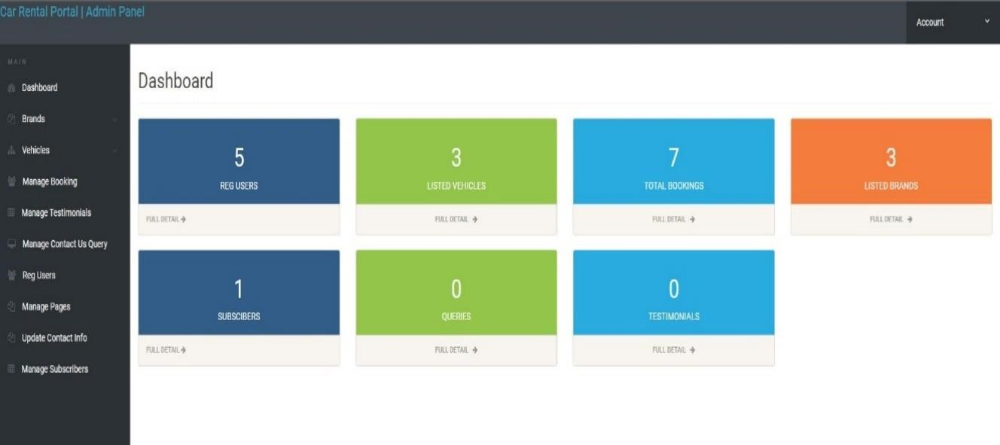 Car Rental Portal | Admin Panel
Account
MAIN
Dashboard
Brands
Vehicles
Manage Booking
Manage Testimonials
Manage Contact Us Query
Reg Users
Manage Pages
Update Contact Info
Manage Subscribers
Dashboard
5
REG USERS
FULL DETAIL
3
LISTED VEHICLES
FULL DETAIL
7
TOTAL BOOKINGS
FULL DETAIL
3
LISTED BRANDS
FULL DETAIL
1
SUBSCIBERS
FULL DETAIL
0
QUERIES
FULL DETAIL
0
TESTIMONIALS
FULL DETAIL